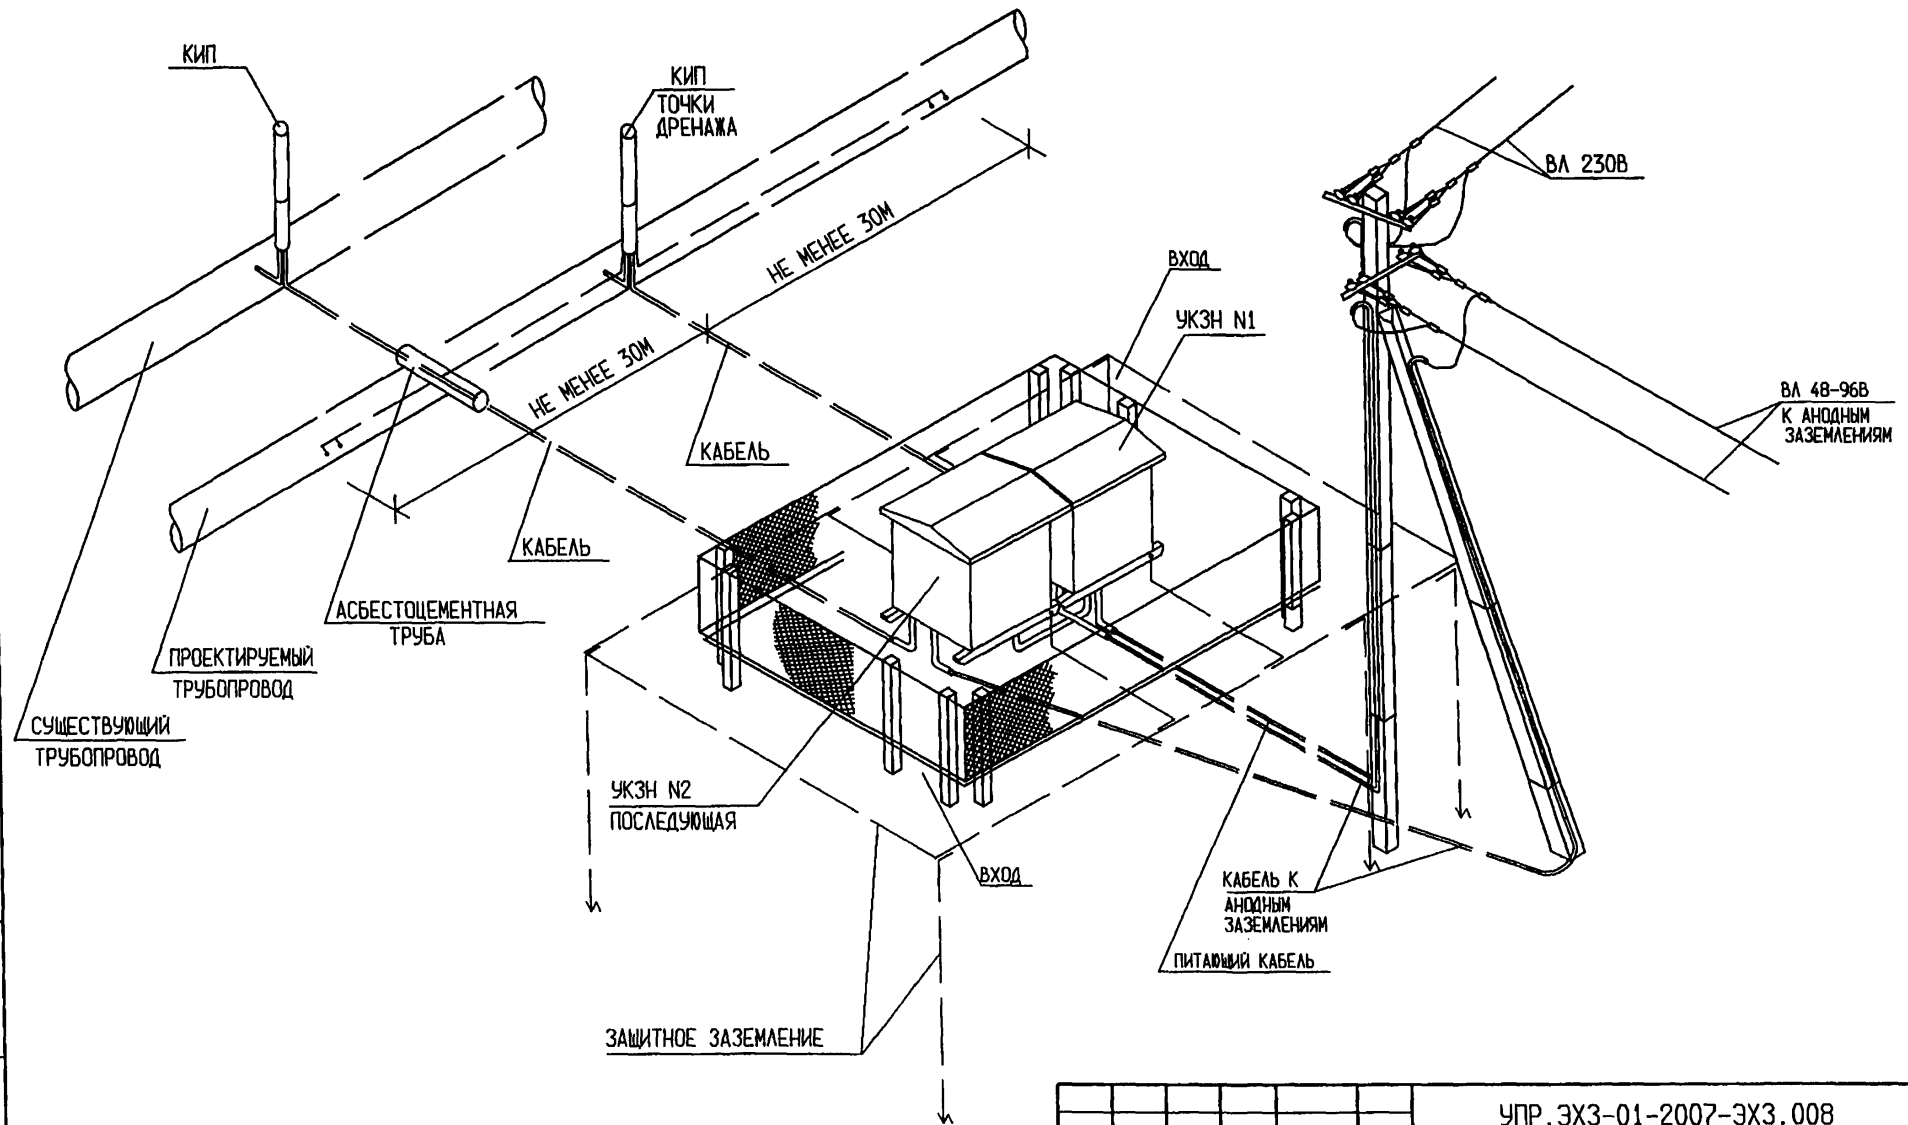 КИП
КИП
ТОЧКИ
ДРЕНАЖА
ВЛ 230В
НЕ МЕНЕЕ 30М
ВХОД
УКЗН N1
НЕ МЕНЕЕ 30М
ВЛ 48-96В
К АНОДНЫМ
ЗАЗЕМЛЕНИЯМ
КАБЕЛЬ
КАБЕЛЬ
АСБЕСТОЦЕМЕНТНАЯ
ТРУБА
ПРОЕКТИРУЕМЫЙ
ТРУБОПРОВОД
СУЩЕСТВУЮЩИЙ
ТРУБОПРОВОД
УКЗН N2
ПОСЛЕДУЮЩАЯ
ВХОД
КАБЕЛЬ К
АНОДНЫМ
ЗАЗЕМЛЕНИЯМ
ПИТАЮЩИЙ КАБЕЛЬ
ЗАЩИТНОЕ ЗАЗЕМЛЕНИЕ
УПР.ЭХЗ-01-2007-ЭХЗ.008